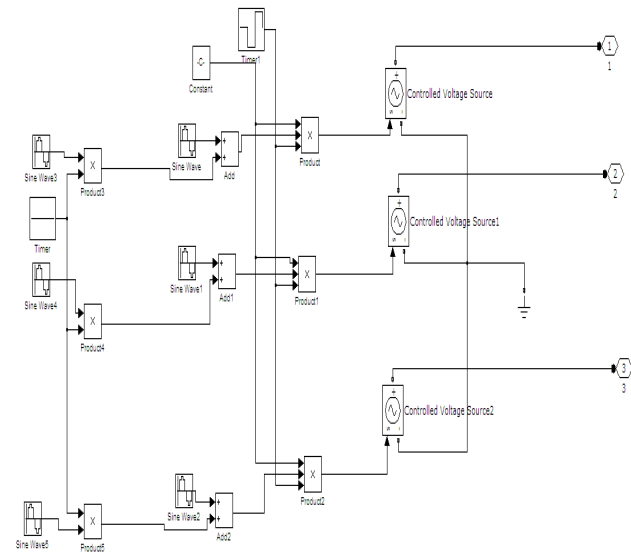 1
1
-C-
Timer1
Constant
Controlled Voltage Source
Sine Wave
Add
Product
Sine Wave3
Product3
2
2
Timer
Controlled Voltage Source1
Sine Wave4
Product4
Sine Wave1
Add1
Product1
3
3
Controlled Voltage Source2
Sine Wave2
Add2
Product2
Sine Wave5
Product5